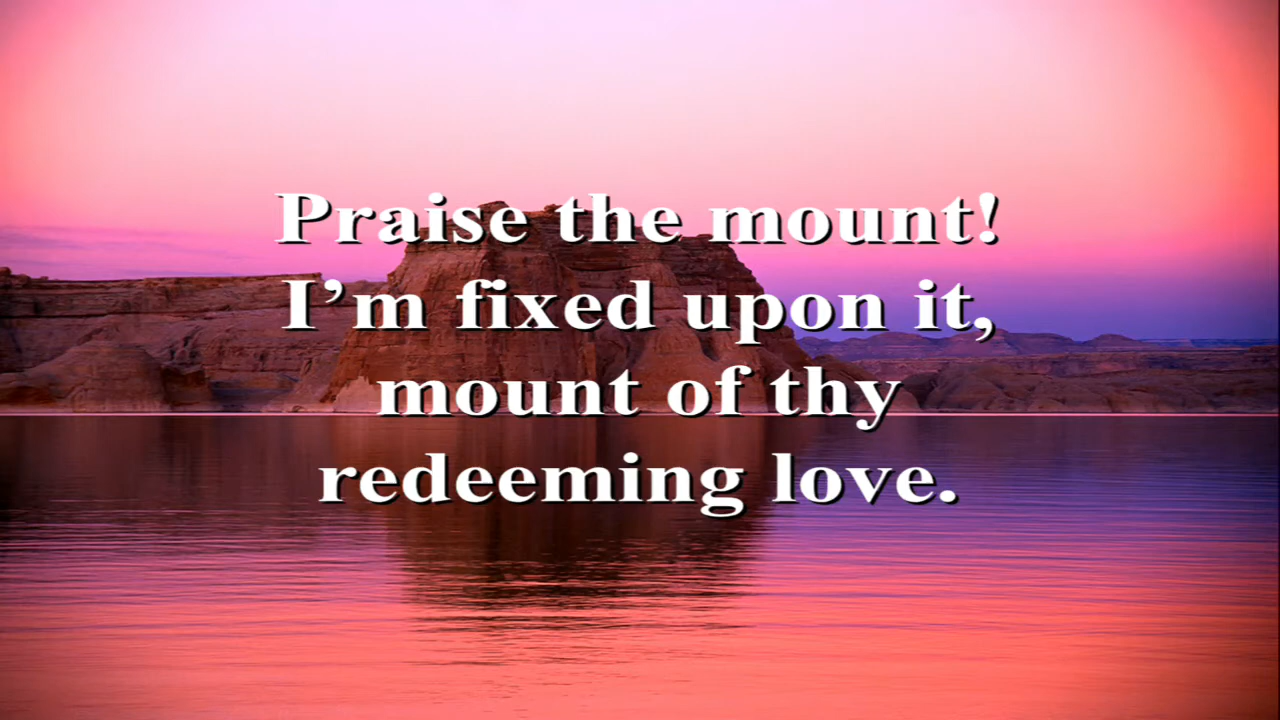 Praise the mount!
I’m fixed upon it,
mount of thy
redeeming love.